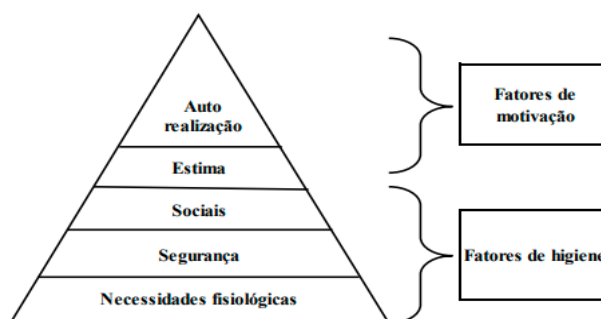 Auto
realização
Estima
Sociais
Segurança
Necessidades fisiológicas
Fatores de
motivação
Fatores de higiene